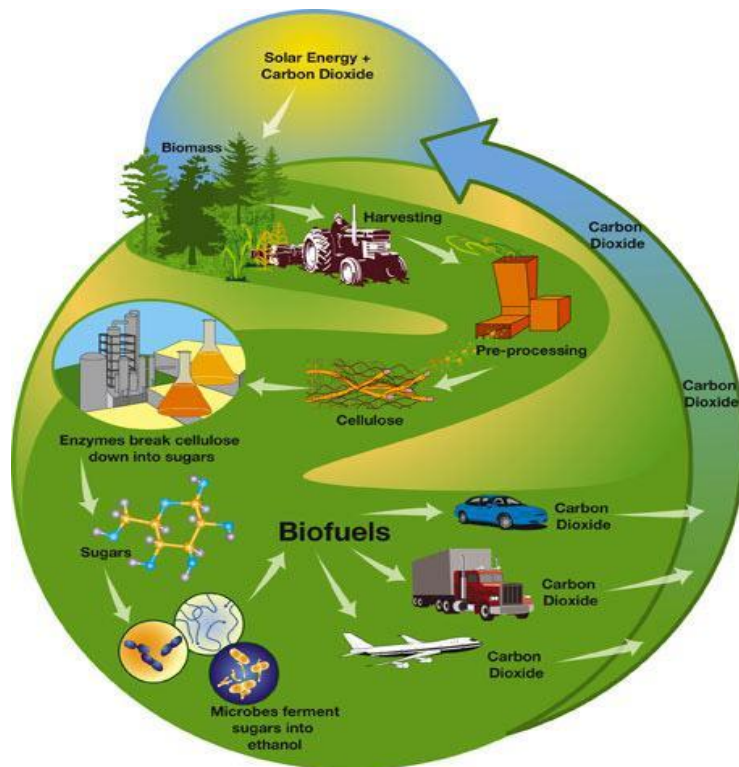 Solar Energy +
Carbon Dioxide
Biomass
Harvesting
Carbon
Dioxide
Pre-processing
Carbon
Dioxide
Cellulose
Enzymes break cellulose
down into sugars
Sugars
Biofuels
Carbon
Dioxide
Carbon
Dioxide
Carbon
Dioxide
Microbes ferment
sugars into
ethanol